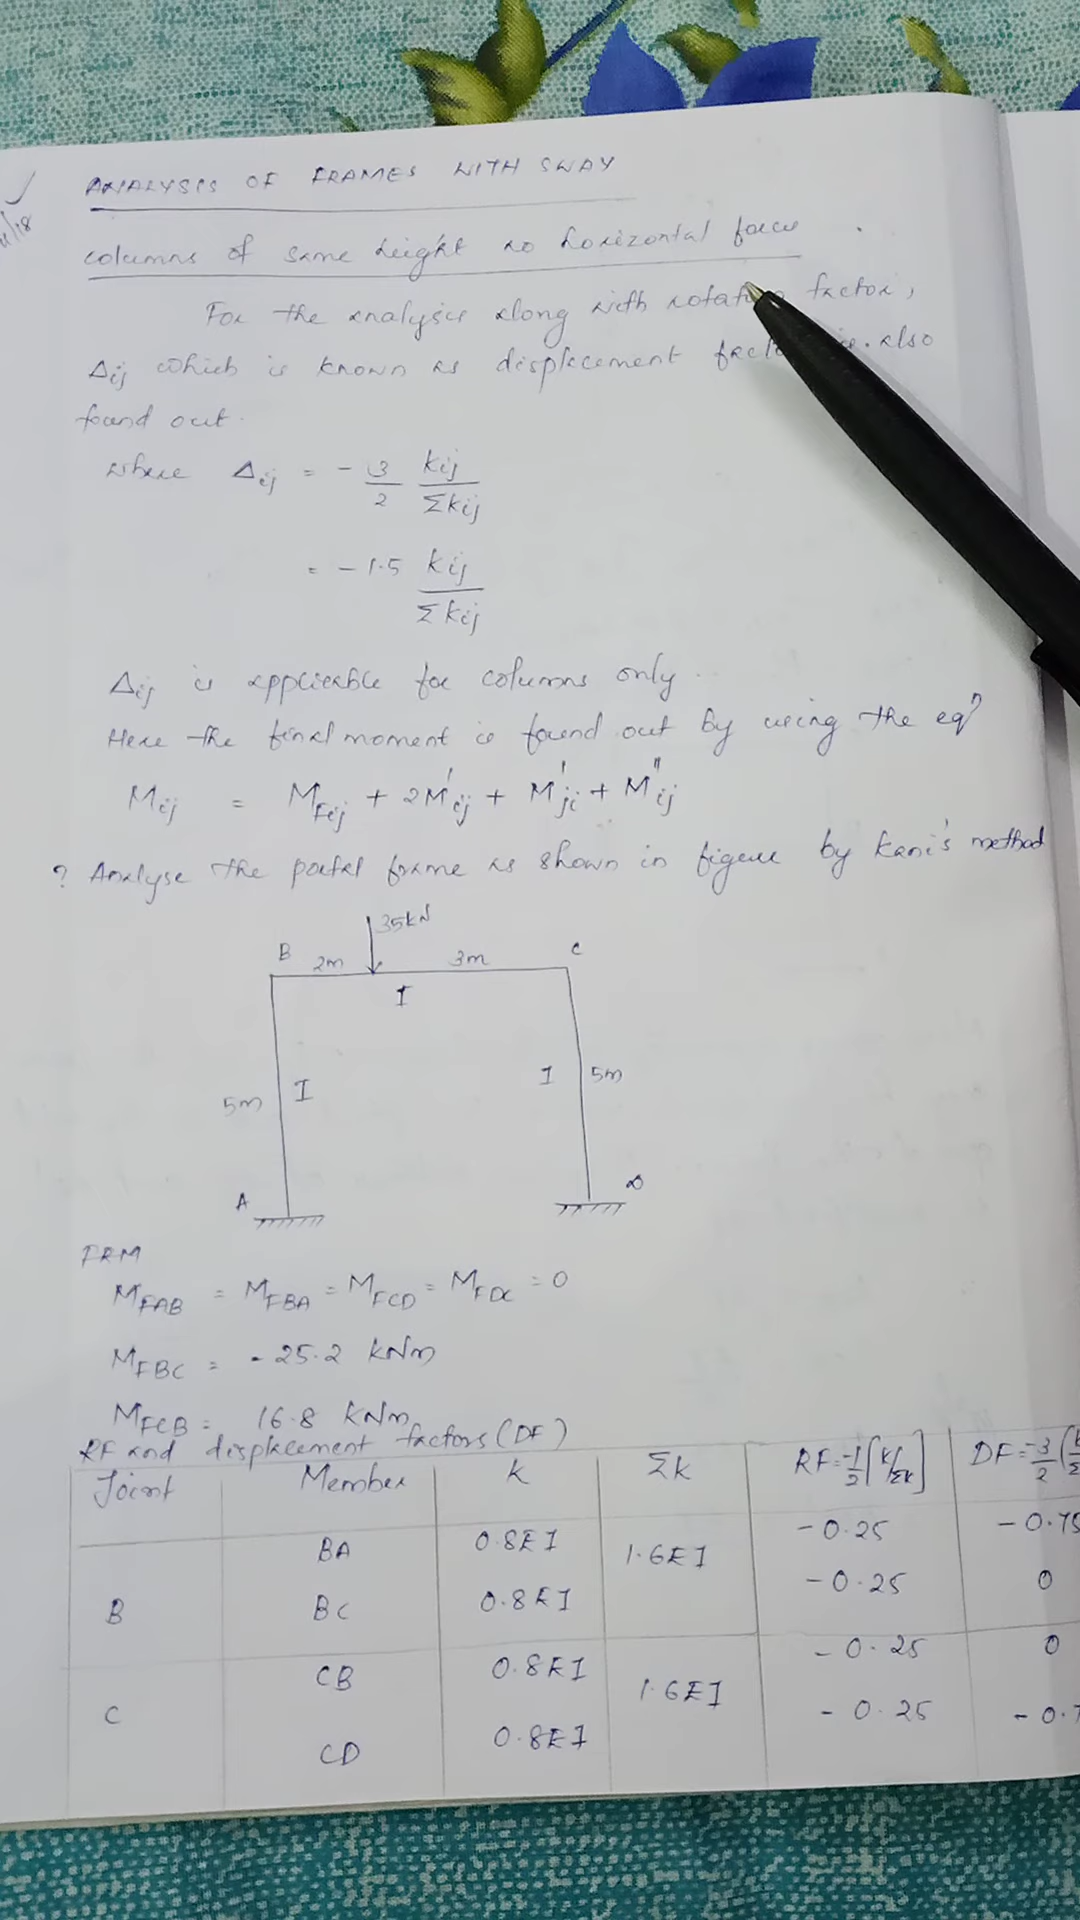 11/18
ANALYSIS OF FRAMES WITH SWAY
columns of same height no horizontal force
For the analysis along with rotation factor,
Δij which is known as displacement factor is also
found out.
where Δij = -3/2 kij/Σkij
= -1.5 kij/Σkij
Δij is applicable for columns only.
Here the final moment is found out by using the eqn
Mij = MFij + 2M'ij + M'ji + M''ij
? Analyse the portal frame as shown in figure by Kani's method
35kN
B 2m 3m C
I
5m I I 5m
A D
FEM
MFAB = MFBA = MFCD = MFDC = 0
MFBC = -25.2 kNm
MFCB = 16.8 kNm
RF and displacement factors (DF)
Joint Member k Σk RF=-1/2[k/Σk] DF=-3/2(k/Σ
B BA 0.8EI 1.6EI -0.25 -0.75
BC 0.8EI -0.25 0
C CB 0.8EI 1.6EI -0.25 0
CD 0.8EI -0.25 -0.7